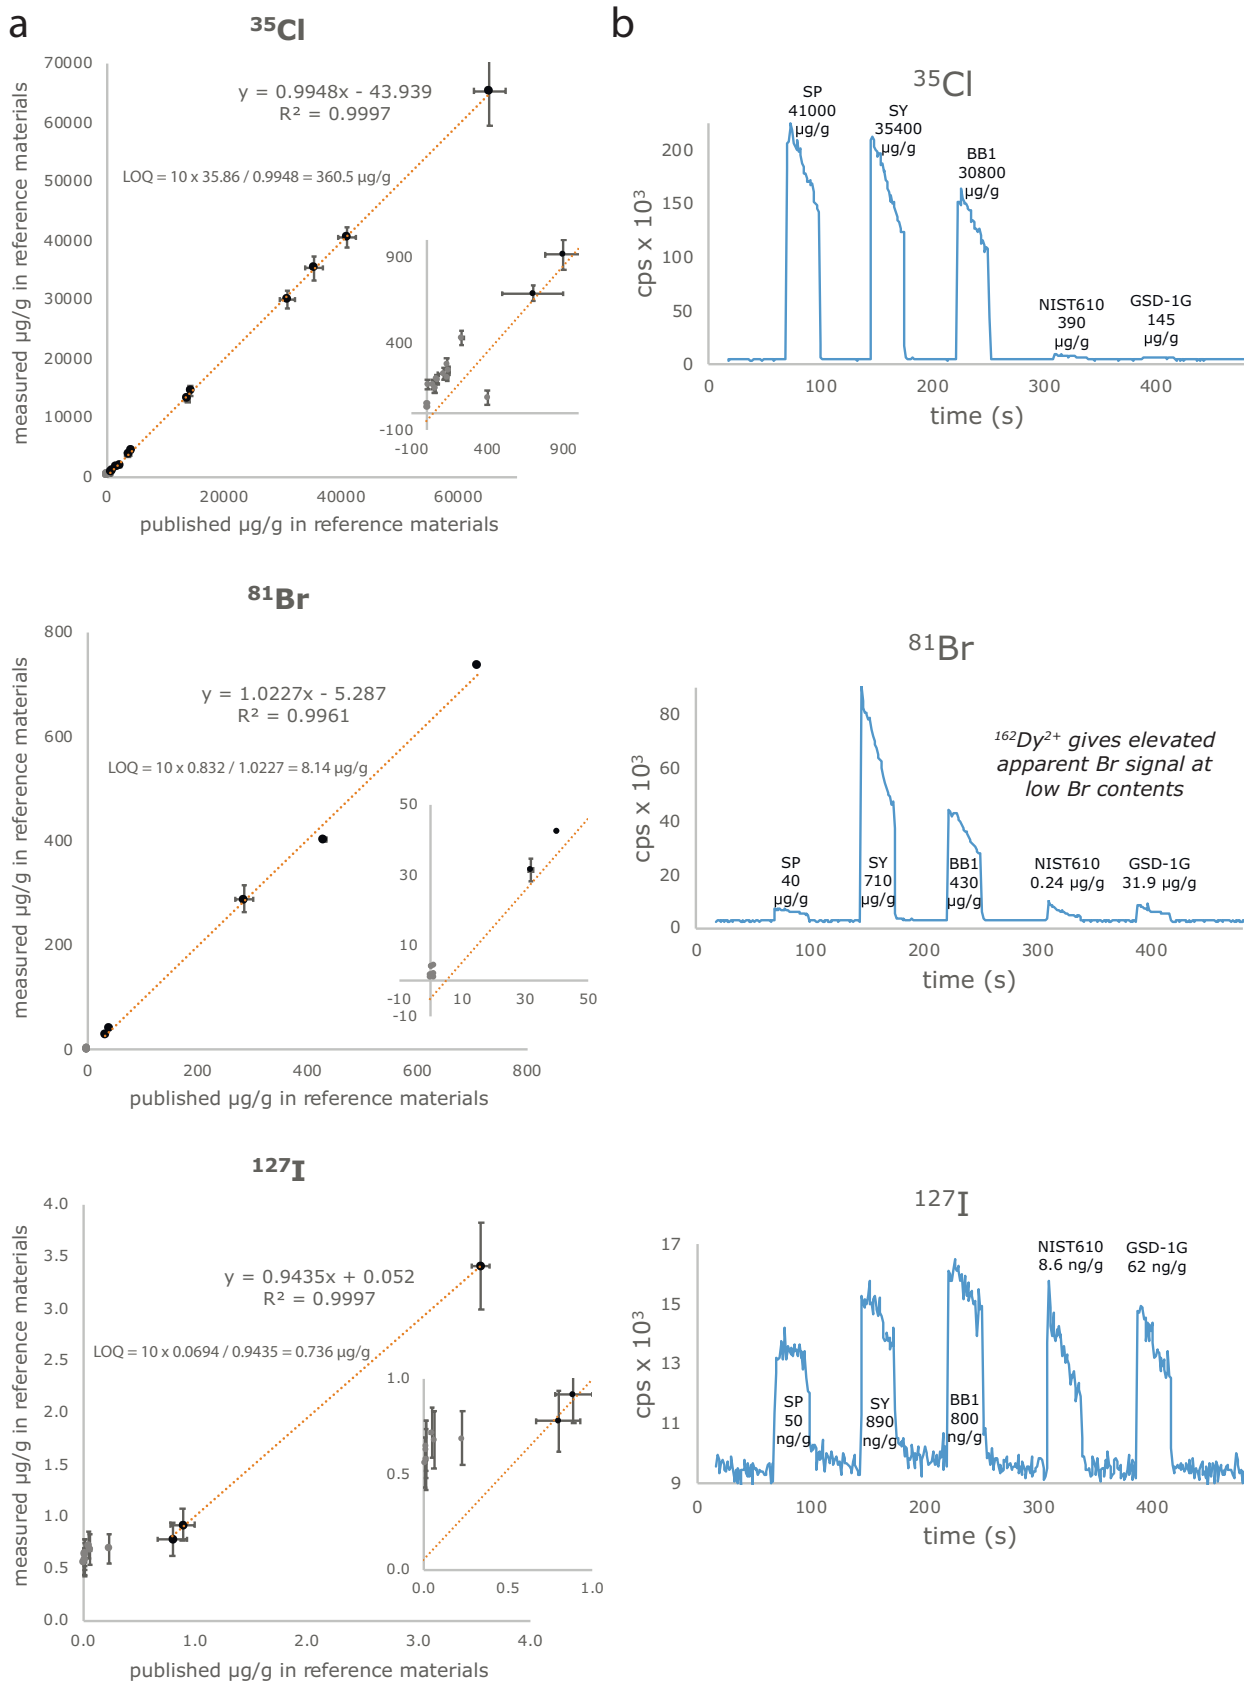 a
³⁵Cl
70000
60000
50000
40000
30000
20000
10000
0
measured µg/g in reference materials
y = 0.9948x - 43.939
R² = 0.9997
LOQ = 10 x 35.86 / 0.9948 = 360.5 µg/g
900
400
-100
-100
400
900
0
20000
40000
60000
published µg/g in reference materials
b
³⁵Cl
cps x 10³
200
150
100
50
0
SP
41000
µg/g
SY
35400
µg/g
BB1
30800
µg/g
NIST610
390
µg/g
GSD-1G
145
µg/g
0
100
200
300
400
time (s)
⁸¹Br
800
600
400
200
0
measured µg/g in reference materials
y = 1.0227x - 5.287
R² = 0.9961
LOQ = 10 x 0.832 / 1.0227 = 8.14 µg/g
50
30
10
-10
-10
10
30
50
0
200
400
600
800
published µg/g in reference materials
⁸¹Br
cps x 10³
80
60
40
20
0
¹⁶²Dy²⁺ gives elevated
apparent Br signal at
low Br contents
SP
40
µg/g
SY
710
µg/g
BB1
430
µg/g
NIST610
0.24 µg/g
GSD-1G
31.9 µg/g
0
100
200
300
400
time (s)
¹²⁷I
4.0
3.5
3.0
2.5
2.0
1.5
1.0
0.5
0.0
measured µg/g in reference materials
y = 0.9435x + 0.052
R² = 0.9997
LOQ = 10 x 0.0694 / 0.9435 = 0.736 µg/g
1.0
0.5
0.0
0.0
0.5
1.0
0.0
1.0
2.0
3.0
4.0
published µg/g in reference materials
¹²⁷I
cps x 10³
17
15
13
11
9
SP
50
ng/g
SY
890
ng/g
BB1
800
ng/g
NIST610
8.6 ng/g
GSD-1G
62 ng/g
0
100
200
300
400
time (s)